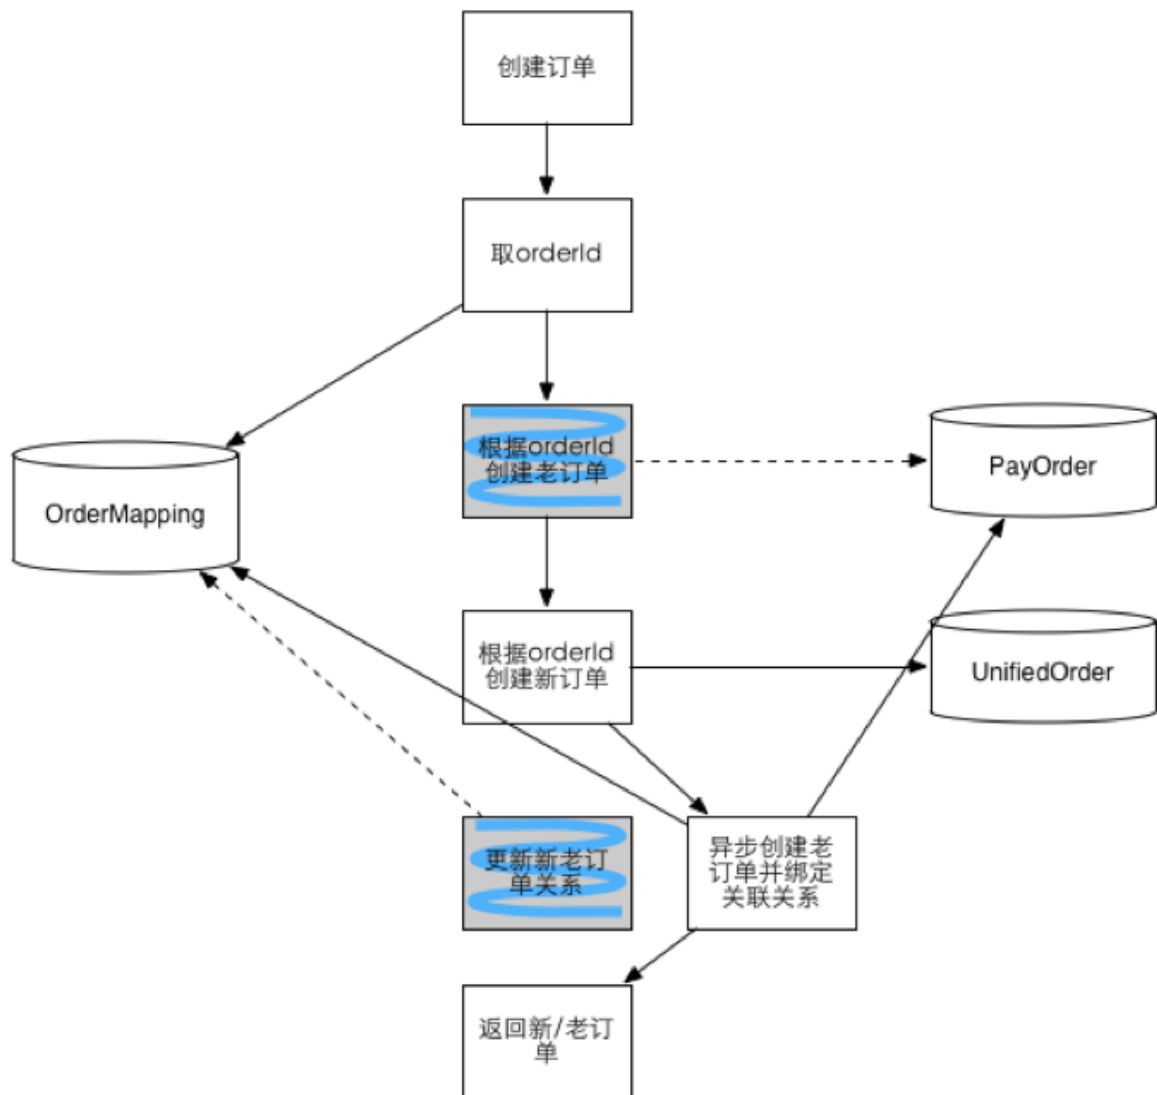 创建订单
取orderId
根据orderId
创建老订单
PayOrder
OrderMapping
根据orderId
创建新订单
UnifiedOrder
更新新老订
单关系
异步创建老
订单并绑定
关联关系
返回新/老订
单